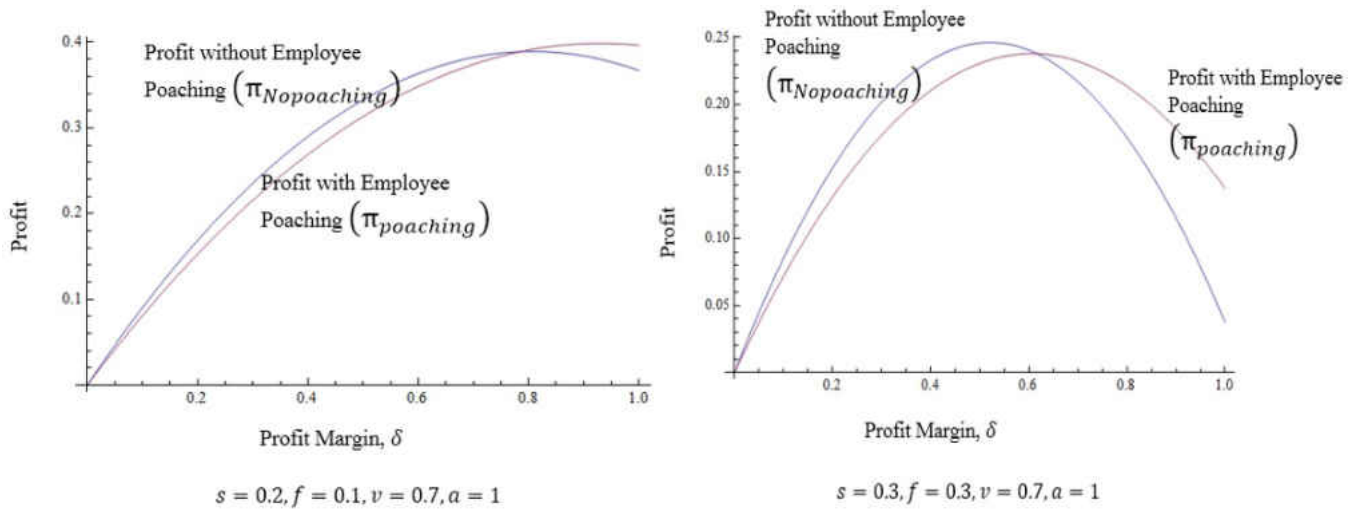 Profit without Employee
Poaching (π_Nopoaching)
Profit with Employee
Poaching (π_poaching)
Profit
0.4
0.3
0.2
0.1
0.2
0.4
0.6
0.8
1.0
Profit Margin, δ
s = 0.2, f = 0.1, v = 0.7, a = 1
Profit without Employee
Poaching
(π_Nopoaching)
Profit with Employee
Poaching
(π_poaching)
Profit
0.25
0.20
0.15
0.10
0.05
0.2
0.4
0.6
0.8
1.0
Profit Margin, δ
s = 0.3, f = 0.3, v = 0.7, a = 1